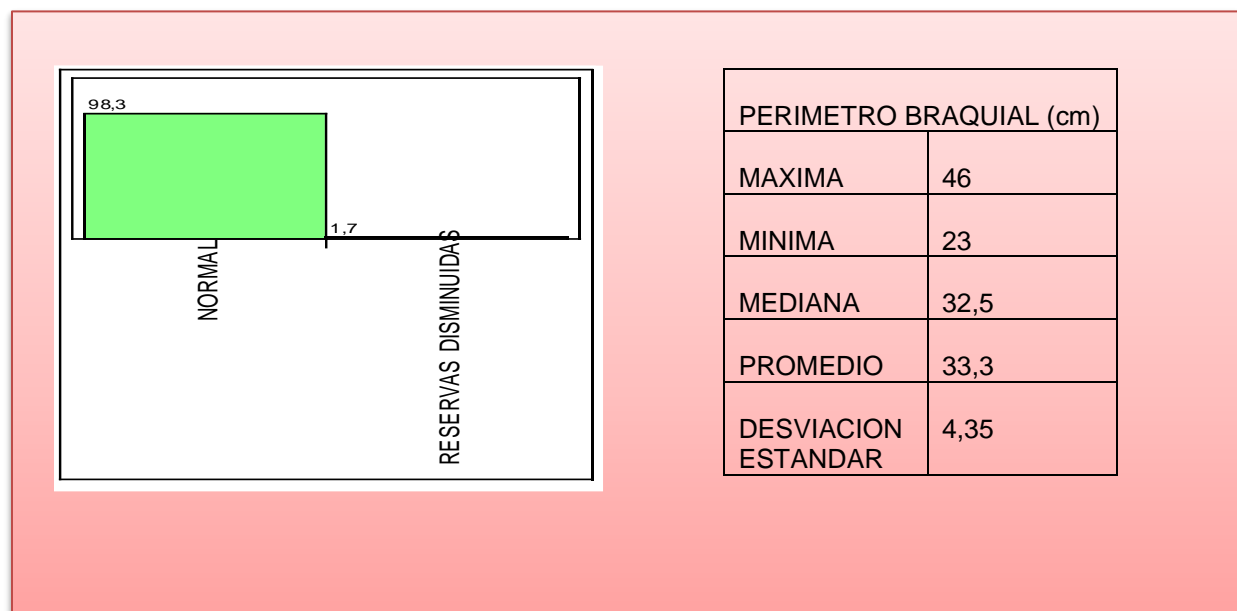 98,3
1,7
NORMAL
RESERVAS DISMINUIDAS
PERIMETRO BRAQUIAL (cm)
MAXIMA 46
MINIMA 23
MEDIANA 32,5
PROMEDIO 33,3
DESVIACION 4,35
ESTANDAR